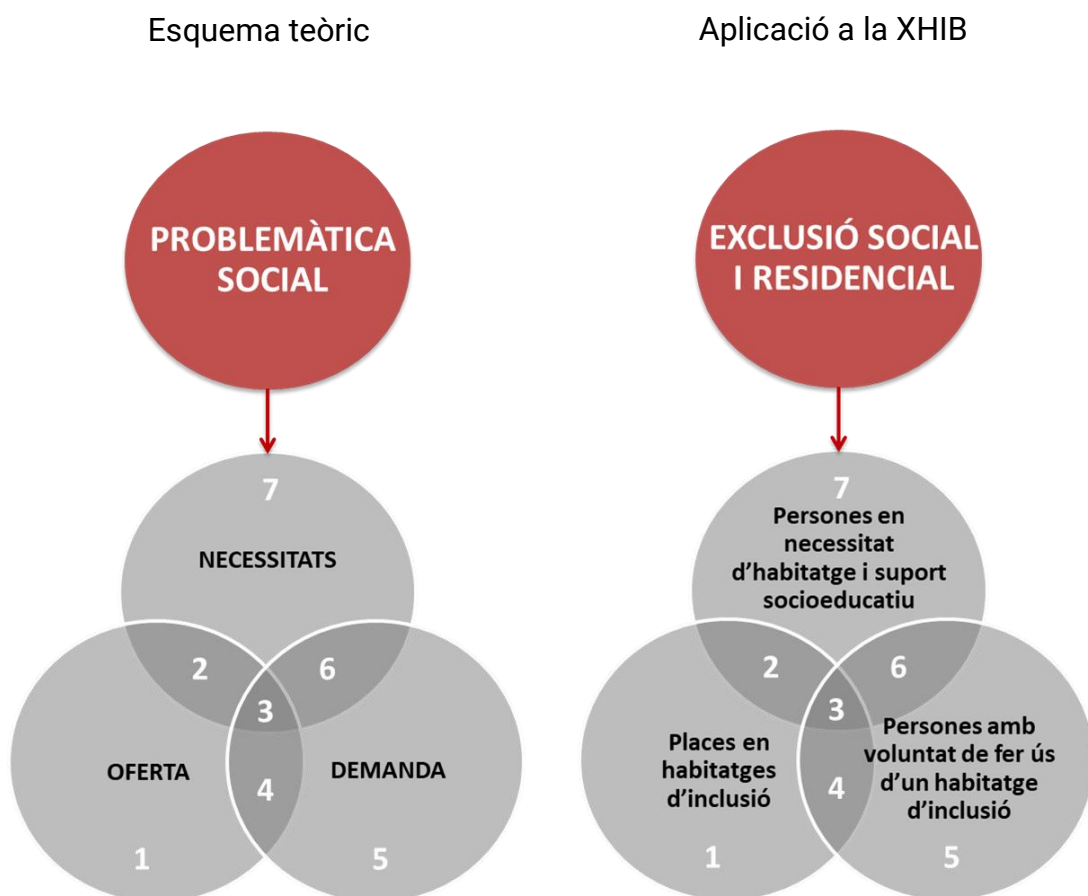 Esquema teòric
PROBLEMÀTICA
SOCIAL
7
NECESSITATS
2
6
3
OFERTA
DEMANDA
4
1
5
Aplicació a la XHIB
EXCLUSIÓ SOCIAL
I RESIDENCIAL
7
Persones en
necessitat
d'habitatge i suport
socioeducatiu
2
6
3
Places en
habitatges
d'inclusió
Persones amb
voluntat de fer ús
d'un habitatge
d'inclusió
4
1
5